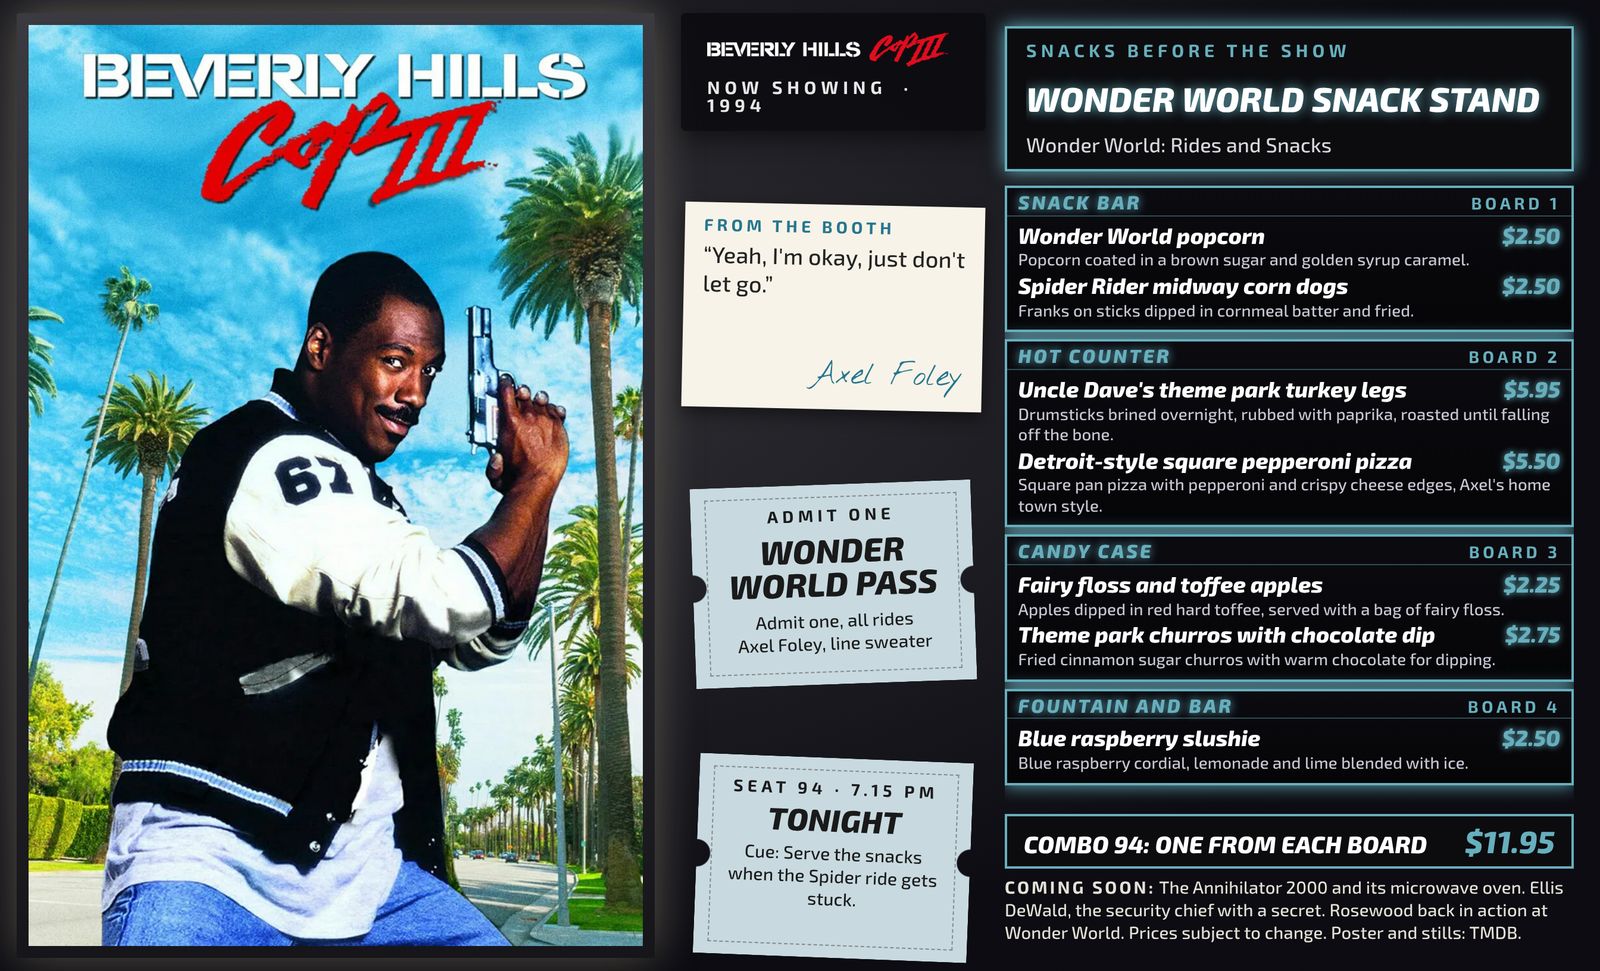 BEVERLY HILLS
Cop III
67
BEVERLY HILLS Cop III
NOW SHOWING ·
1994
FROM THE BOOTH
“Yeah, I'm okay, just don't
let go.”
Axel Foley
ADMIT ONE
WONDER
WORLD PASS
Admit one, all rides
Axel Foley, line sweater
SEAT 94 · 7.15 PM
TONIGHT
Cue: Serve the snacks
when the Spider ride gets
stuck.
SNACKS BEFORE THE SHOW
WONDER WORLD SNACK STAND
Wonder World: Rides and Snacks
SNACK BAR BOARD 1
Wonder World popcorn $2.50
Popcorn coated in a brown sugar and golden syrup caramel.
Spider Rider midway corn dogs $2.50
Franks on sticks dipped in cornmeal batter and fried.
HOT COUNTER BOARD 2
Uncle Dave's theme park turkey legs $5.95
Drumsticks brined overnight, rubbed with paprika, roasted until falling
off the bone.
Detroit-style square pepperoni pizza $5.50
Square pan pizza with pepperoni and crispy cheese edges, Axel's home
town style.
CANDY CASE BOARD 3
Fairy floss and toffee apples $2.25
Apples dipped in red hard toffee, served with a bag of fairy floss.
Theme park churros with chocolate dip $2.75
Fried cinnamon sugar churros with warm chocolate for dipping.
FOUNTAIN AND BAR BOARD 4
Blue raspberry slushie $2.50
Blue raspberry cordial, lemonade and lime blended with ice.
COMBO 94: ONE FROM EACH BOARD $11.95
COMING SOON: The Annihilator 2000 and its microwave oven. Ellis
DeWald, the security chief with a secret. Rosewood back in action at
Wonder World. Prices subject to change. Poster and stills: TMDB.